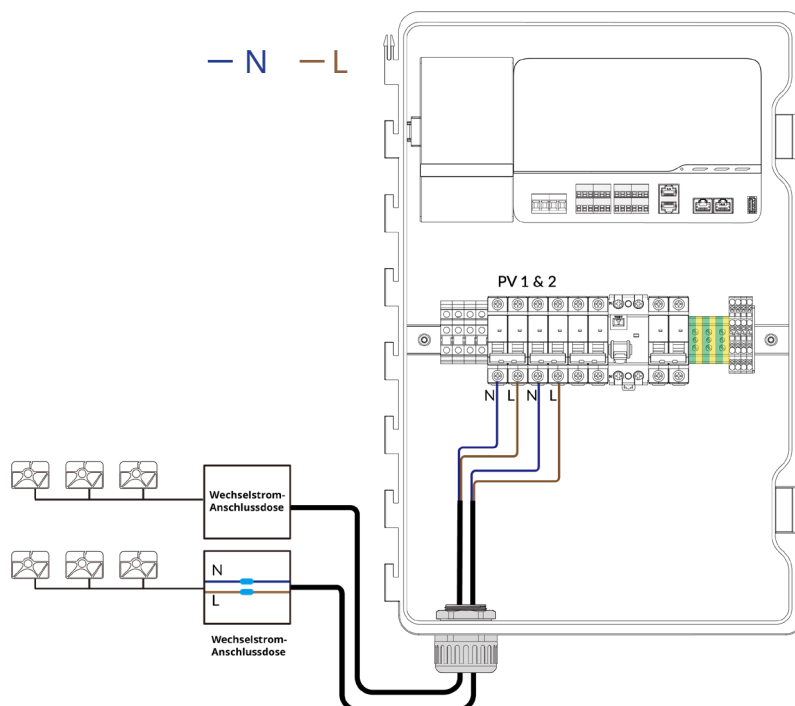 N L
PV 1 & 2
N L N L
Wechselstrom-
Anschlussdose
N
L
Wechselstrom-
Anschlussdose